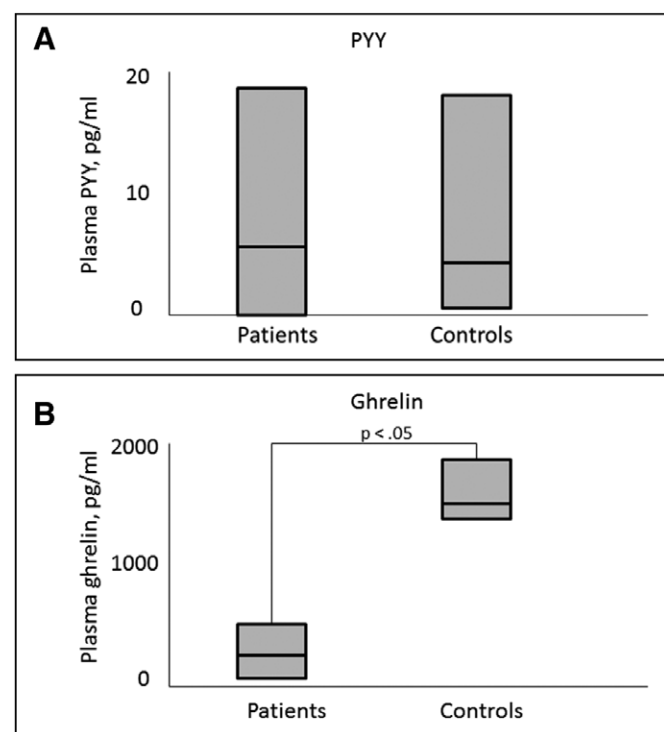 A
PYY
Plasma PYY, pg/ml
20
10
0
Patients Controls
B
Ghrelin
p < .05
Plasma ghrelin, pg/ml
2000
1000
0
Patients Controls